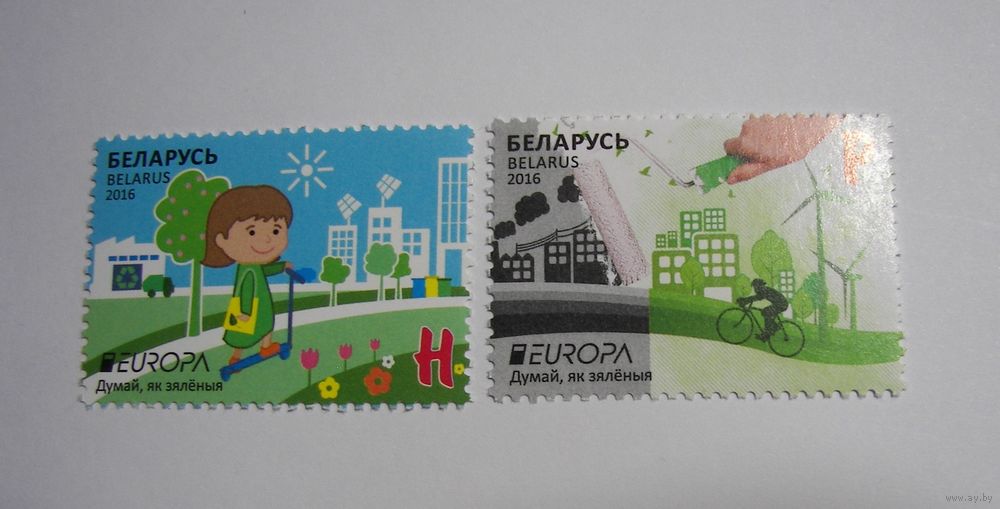 БЕЛАРУСЬ
BELARUS
2016
EUROPA
Думай, як зялёныя
H
БЕЛАРУСЬ
BELARUS
2016
P
EUROPA
Думай, як зялёныя
www.ay.by